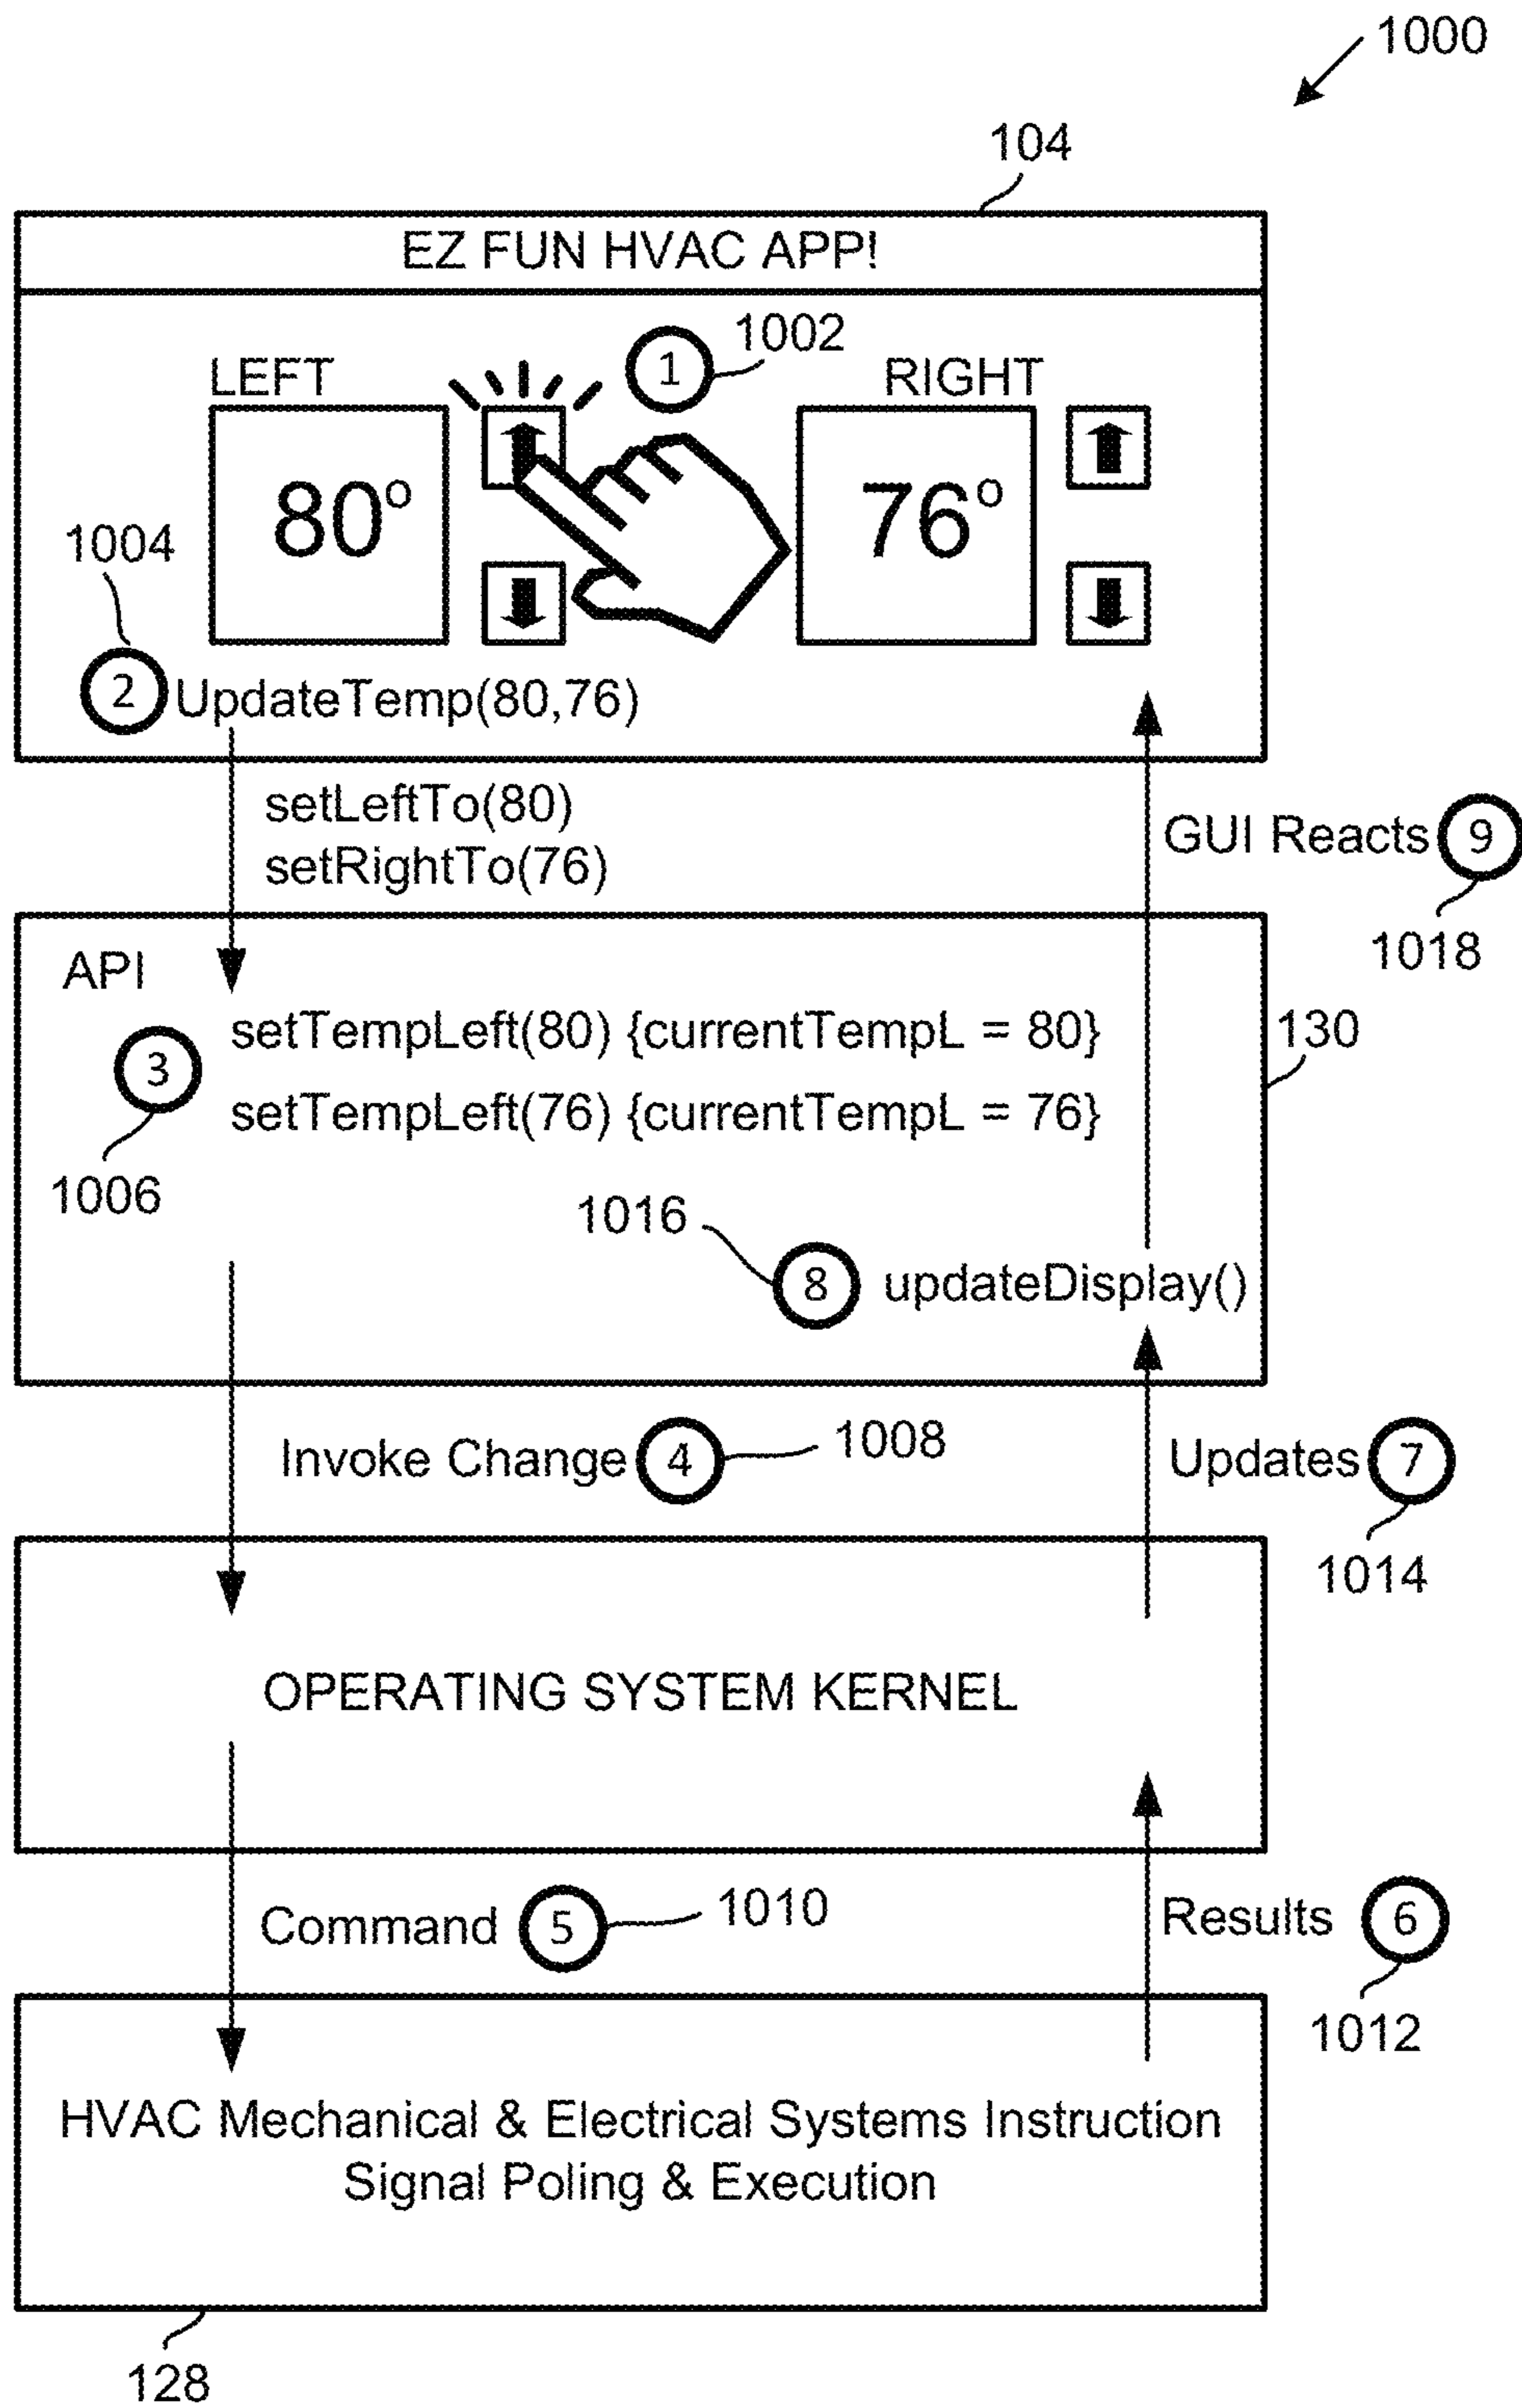 1000
104
EZ FUN HVAC APP!
1 1002
LEFT
RIGHT
80°
76°
1004
2 UpdateTemp(80,76)
setLeftTo(80)
setRightTo(76)
GUI Reacts 9
1018
API
3
1006
setTempLeft(80) {currentTempL = 80}
setTempLeft(76) {currentTempL = 76}
130
1016
8 updateDisplay()
Invoke Change 4 1008
Updates 7
1014
OPERATING SYSTEM KERNEL
Command 5 1010
Results 6
1012
HVAC Mechanical & Electrical Systems Instruction
Signal Poling & Execution
128